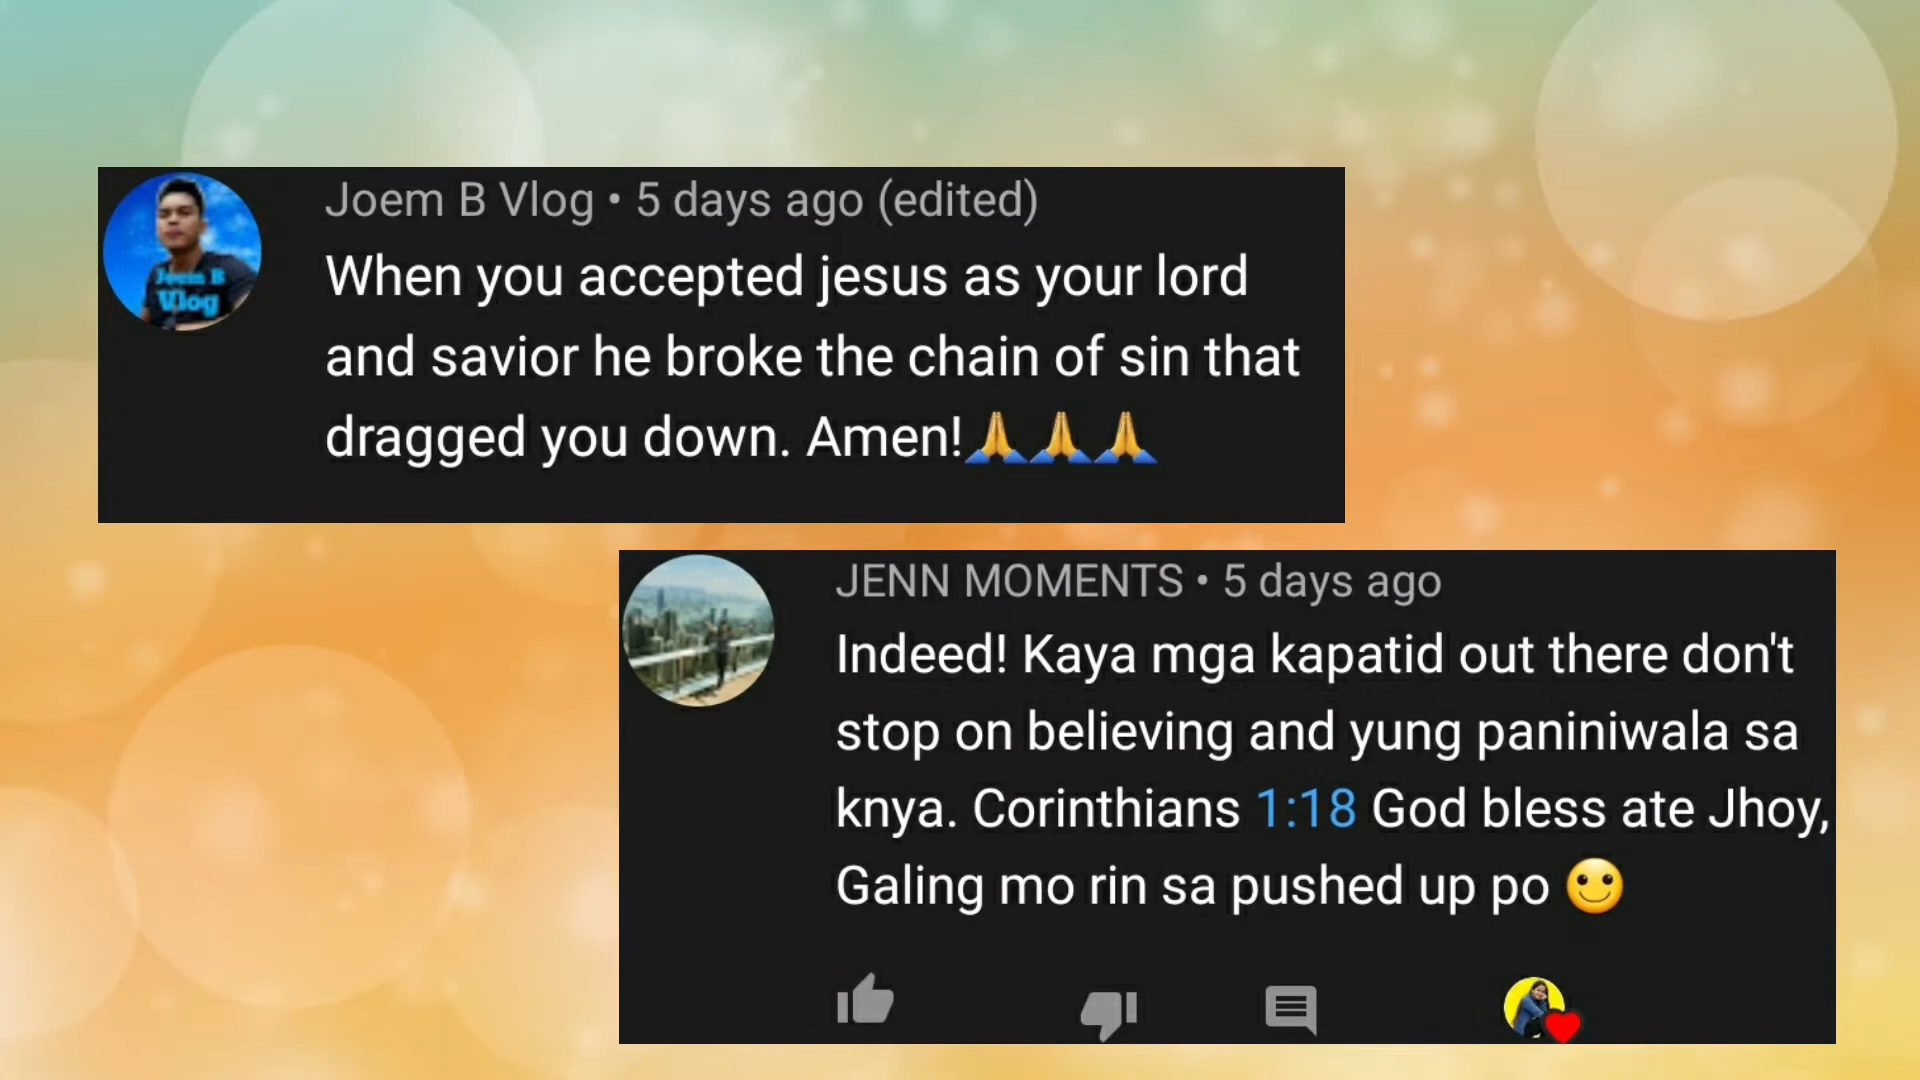 Joem B Vlog • 5 days ago (edited)
When you accepted jesus as your lord
and savior he broke the chain of sin that
dragged you down. Amen!🙏🙏🙏
Joem B
Vlog
JENN MOMENTS • 5 days ago
Indeed! Kaya mga kapatid out there don't
stop on believing and yung paniniwala sa
knya. Corinthians 1:18 God bless ate Jhoy,
Galing mo rin sa pushed up po 🙂